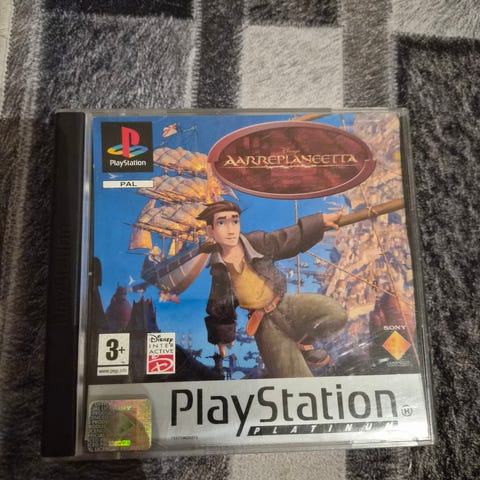 PlayStation
PAL
Disney's
AARREPLANEETTA
3+
www.pegi.info
Disney
INTER
ACTIVE
SONY
PlayStation®
PLATINUM